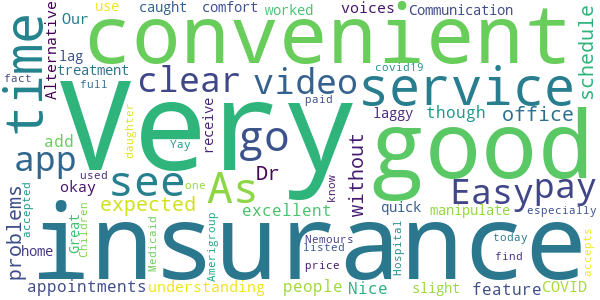 use caught comfort worked voices Communication
Our
convenient
time
Alternative
lag
treatment
full
fact
Very
clear video
covid19
service
schedule
paid
laggy though office
daughter
receive
Yay
go
good
add
app
okay used
see
one
As
Dr
know
without
Easy pay
expected
excellent
quick manipulate especially
problems
accepted
home
insurance
Great
Children
Medicaid
Amerigroup
listed
Nemours
price
Hospital
today
find
accepts
appointments understanding people Nice slight feature COVID